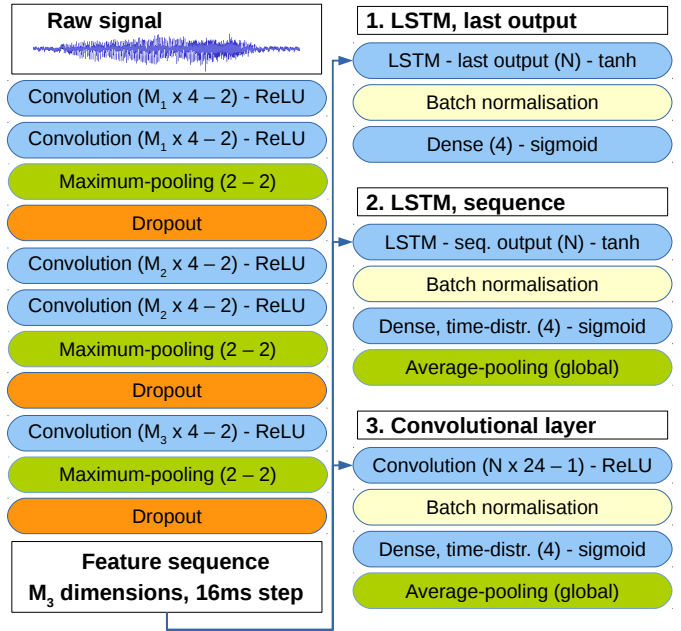 Raw signal
Convolution (M₁ x 4 – 2) - ReLU
Convolution (M₁ x 4 – 2) - ReLU
Maximum-pooling (2 – 2)
Dropout
Convolution (M₂ x 4 – 2) - ReLU
Convolution (M₂ x 4 – 2) - ReLU
Maximum-pooling (2 – 2)
Dropout
Convolution (M₃ x 4 – 2) - ReLU
Maximum-pooling (2 – 2)
Dropout
Feature sequence
M₃ dimensions, 16ms step
1. LSTM, last output
LSTM - last output (N) - tanh
Batch normalisation
Dense (4) - sigmoid
2. LSTM, sequence
LSTM - seq. output (N) - tanh
Batch normalisation
Dense, time-distr. (4) - sigmoid
Average-pooling (global)
3. Convolutional layer
Convolution (N x 24 – 1) - ReLU
Batch normalisation
Dense, time-distr. (4) - sigmoid
Average-pooling (global)